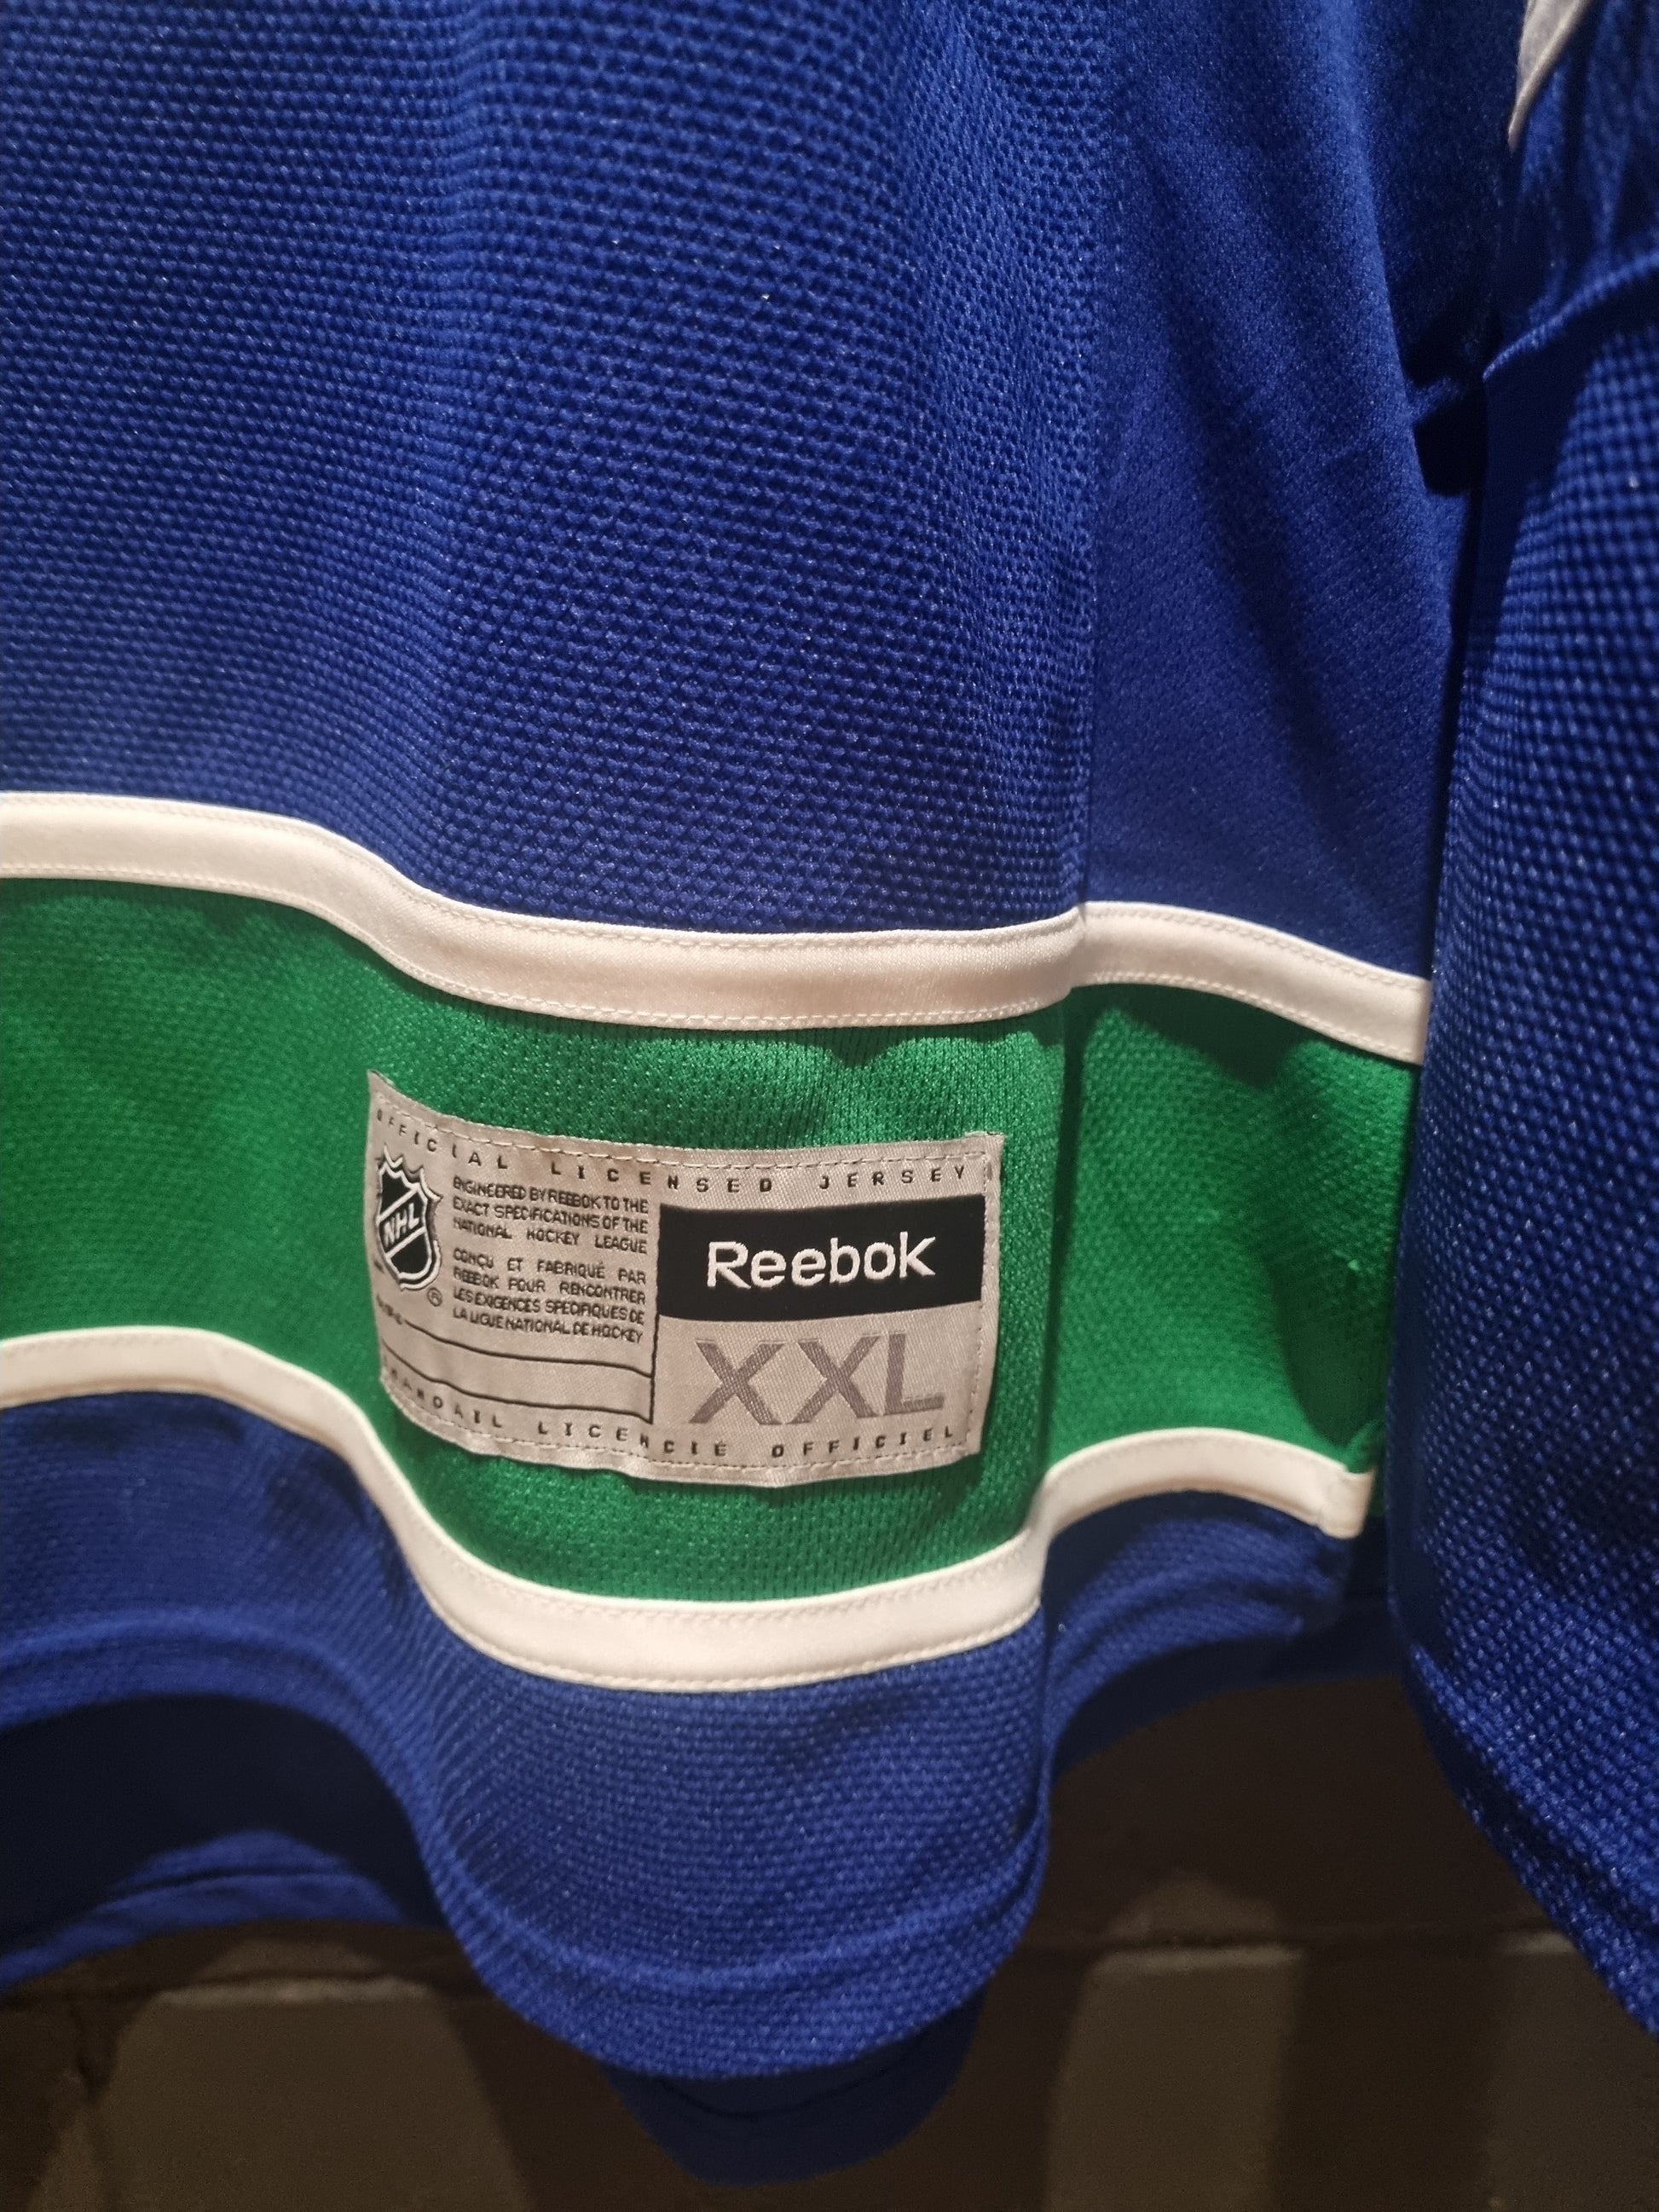 OFFICIAL LICENSED JERSEY
NHL
®
ENGINEERED BY REEBOK TO THE
EXACT SPECIFICATIONS OF THE
NATIONAL HOCKEY LEAGUE
CONÇU ET FABRIQUÉ PAR
REEBOK POUR RENCONTRER
LES EXIGENCES SPECIFIQUES DE
LA LIGUE NATIONAL DE HOCKEY
Reebok
XXL
CHANDAIL LICENCIÉ OFFICIEL